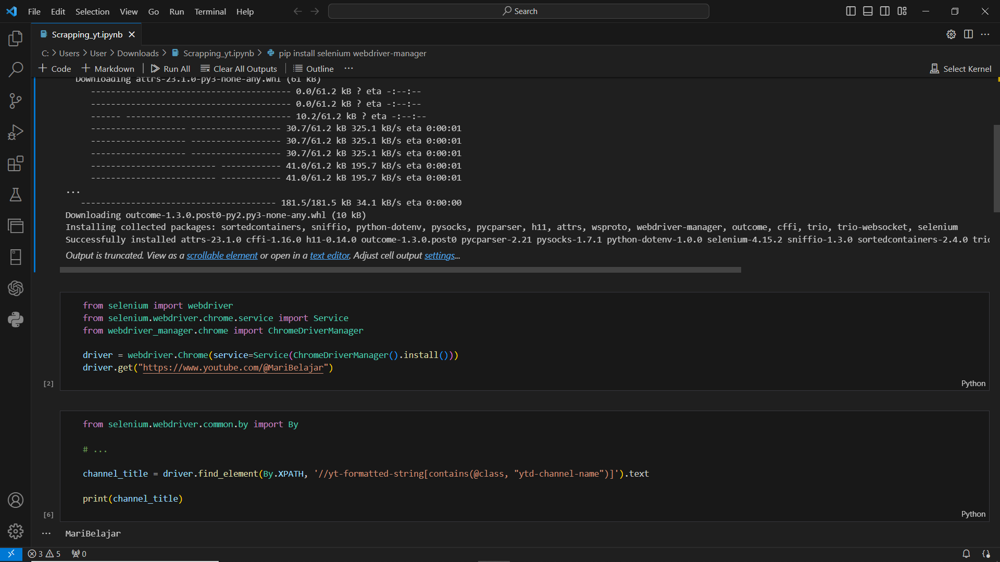 File Edit Selection View Go Run Terminal Help Search
Scrapping_yt.ipynb
C: > Users > User > Downloads > Scrapping_yt.ipynb > pip install selenium webdriver-manager
+ Code + Markdown | Run All Clear All Outputs | Outline ... Select Kernel
Downloading attrs-23.1.0-py3-none-any.whl (61 kB)
---------------------------------------- 0.0/61.2 kB ? eta -:--:--
---------------------------------------- 0.0/61.2 kB ? eta -:--:--
------ --------------------------------- 10.2/61.2 kB ? eta -:--:--
------------------- ------------------ 30.7/61.2 kB 325.1 kB/s eta 0:00:01
------------------- ------------------ 30.7/61.2 kB 325.1 kB/s eta 0:00:01
------------------- ------------------ 30.7/61.2 kB 325.1 kB/s eta 0:00:01
------------------------- ------------ 41.0/61.2 kB 195.7 kB/s eta 0:00:01
------------------------- ------------ 41.0/61.2 kB 195.7 kB/s eta 0:00:01
...
--------------------------------------- 181.5/181.5 kB 34.1 kB/s eta 0:00:00
Downloading outcome-1.3.0.post0-py2.py3-none-any.whl (10 kB)
Installing collected packages: sortedcontainers, sniffio, python-dotenv, pysocks, pycparser, h11, attrs, wsproto, webdriver-manager, outcome, cffi, trio, trio-websocket, selenium
Successfully installed attrs-23.1.0 cffi-1.16.0 h11-0.14.0 outcome-1.3.0.post0 pycparser-2.21 pysocks-1.7.1 python-dotenv-1.0.0 selenium-4.15.2 sniffio-1.3.0 sortedcontainers-2.4.0 tric
Output is truncated. View as a scrollable element or open in a text editor. Adjust cell output settings...
from selenium import webdriver
from selenium.webdriver.chrome.service import Service
from webdriver_manager.chrome import ChromeDriverManager
driver = webdriver.Chrome(service=Service(ChromeDriverManager().install()))
driver.get("https://www.youtube.com/@MariBelajar")
[2] Python
from selenium.webdriver.common.by import By
# ...
channel_title = driver.find_element(By.XPATH, '//yt-formatted-string[contains(@class, "ytd-channel-name")]').text
print(channel_title)
[6] Python
... MariBelajar
3 5 0